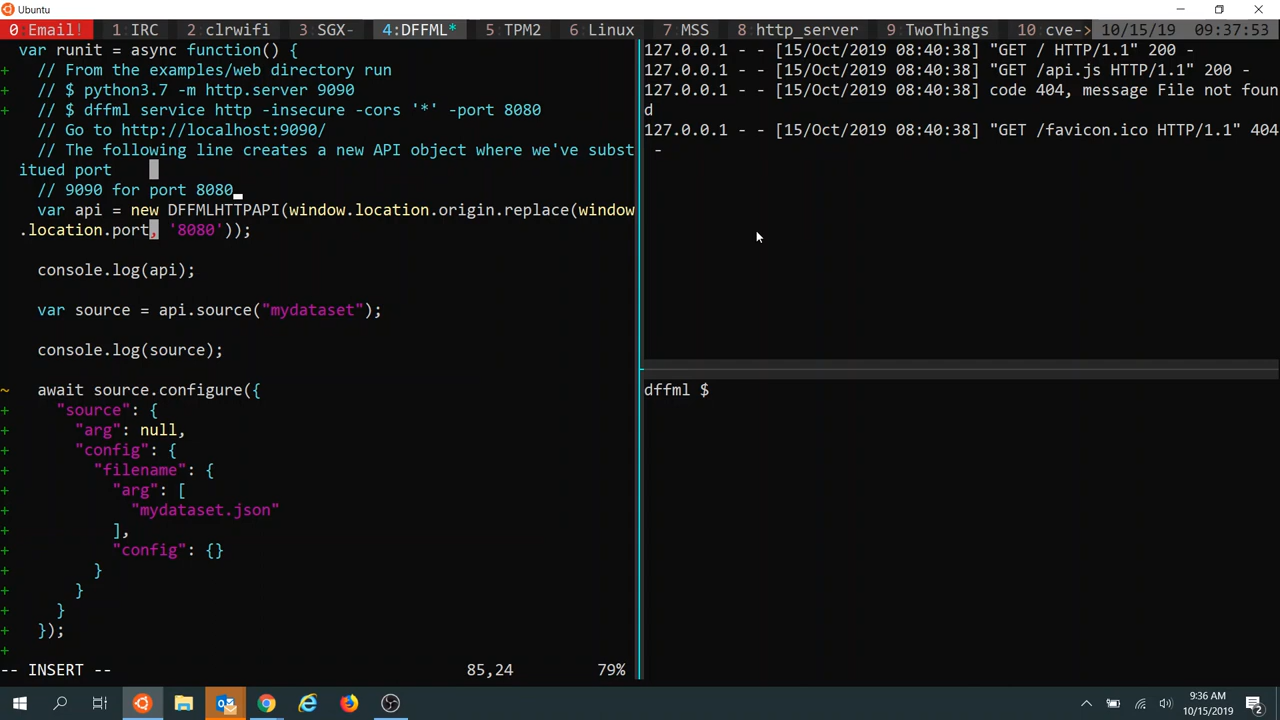 Ubuntu
0 Email! 1 IRC 2 clrwifi 3 SGX- 4:DFFML* 5 TPM2 6 Linux 7 MSS 8 http_server 9 TwoThings 10 cve-> 10/15/19 09:37:53
var runit = async function() {
+ // From the examples/web directory run
+ // $ python3.7 -m http.server 9090
+ // $ dffml service http -insecure -cors '*' -port 8080
// Go to http://localhost:9090/
// The following line creates a new API object where we've subst
itued port
// 9090 for port 8080
var api = new DFFMLHTTPAPI(window.location.origin.replace(window
.location.port, '8080'));
console.log(api);
var source = api.source("mydataset");
console.log(source);
~ await source.configure({
+ "source": {
+ "arg": null,
+ "config": {
+ "filename": {
+ "arg": [
+ "mydataset.json"
+ ],
+ "config": {}
+ }
+ }
+ }
+ });
+
-- INSERT -- 85,24 79%
127.0.0.1 - - [15/Oct/2019 08:40:38] "GET / HTTP/1.1" 200 -
127.0.0.1 - - [15/Oct/2019 08:40:38] "GET /api.js HTTP/1.1" 200 -
127.0.0.1 - - [15/Oct/2019 08:40:38] code 404, message File not foun
d
127.0.0.1 - - [15/Oct/2019 08:40:38] "GET /favicon.ico HTTP/1.1" 404
-
dffml $
9:36 AM
10/15/2019
2